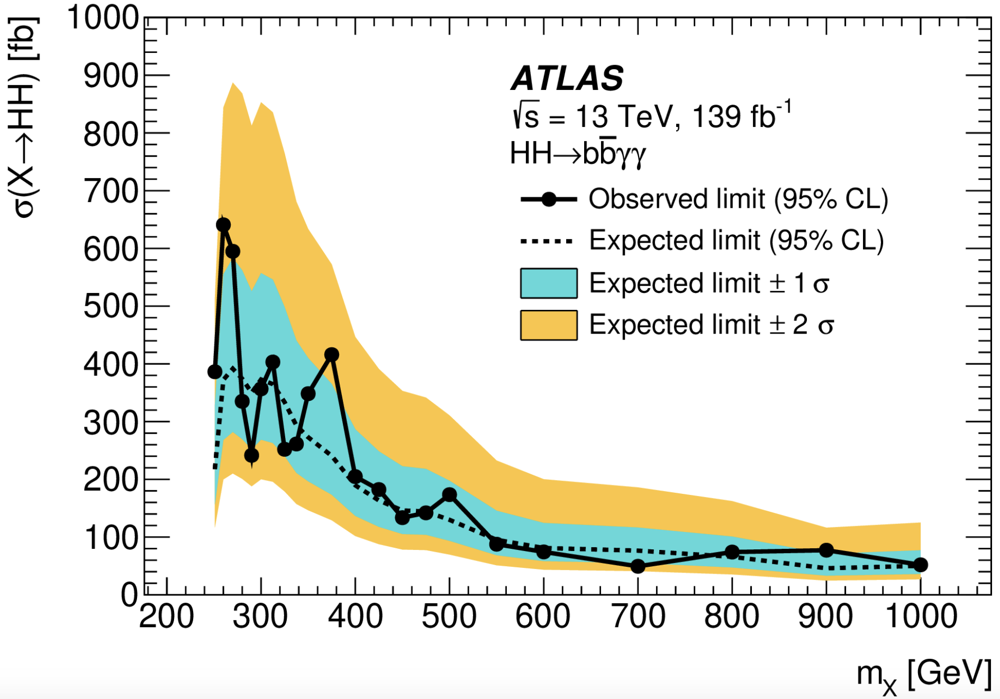 σ(X→HH) [fb]
1000
900
800
700
600
500
400
300
200
100
0
ATLAS
√s = 13 TeV, 139 fb⁻¹
HH→bb̅γγ
Observed limit (95% CL)
Expected limit (95% CL)
Expected limit ± 1 σ
Expected limit ± 2 σ
200 300 400 500 600 700 800 900 1000
m_X [GeV]